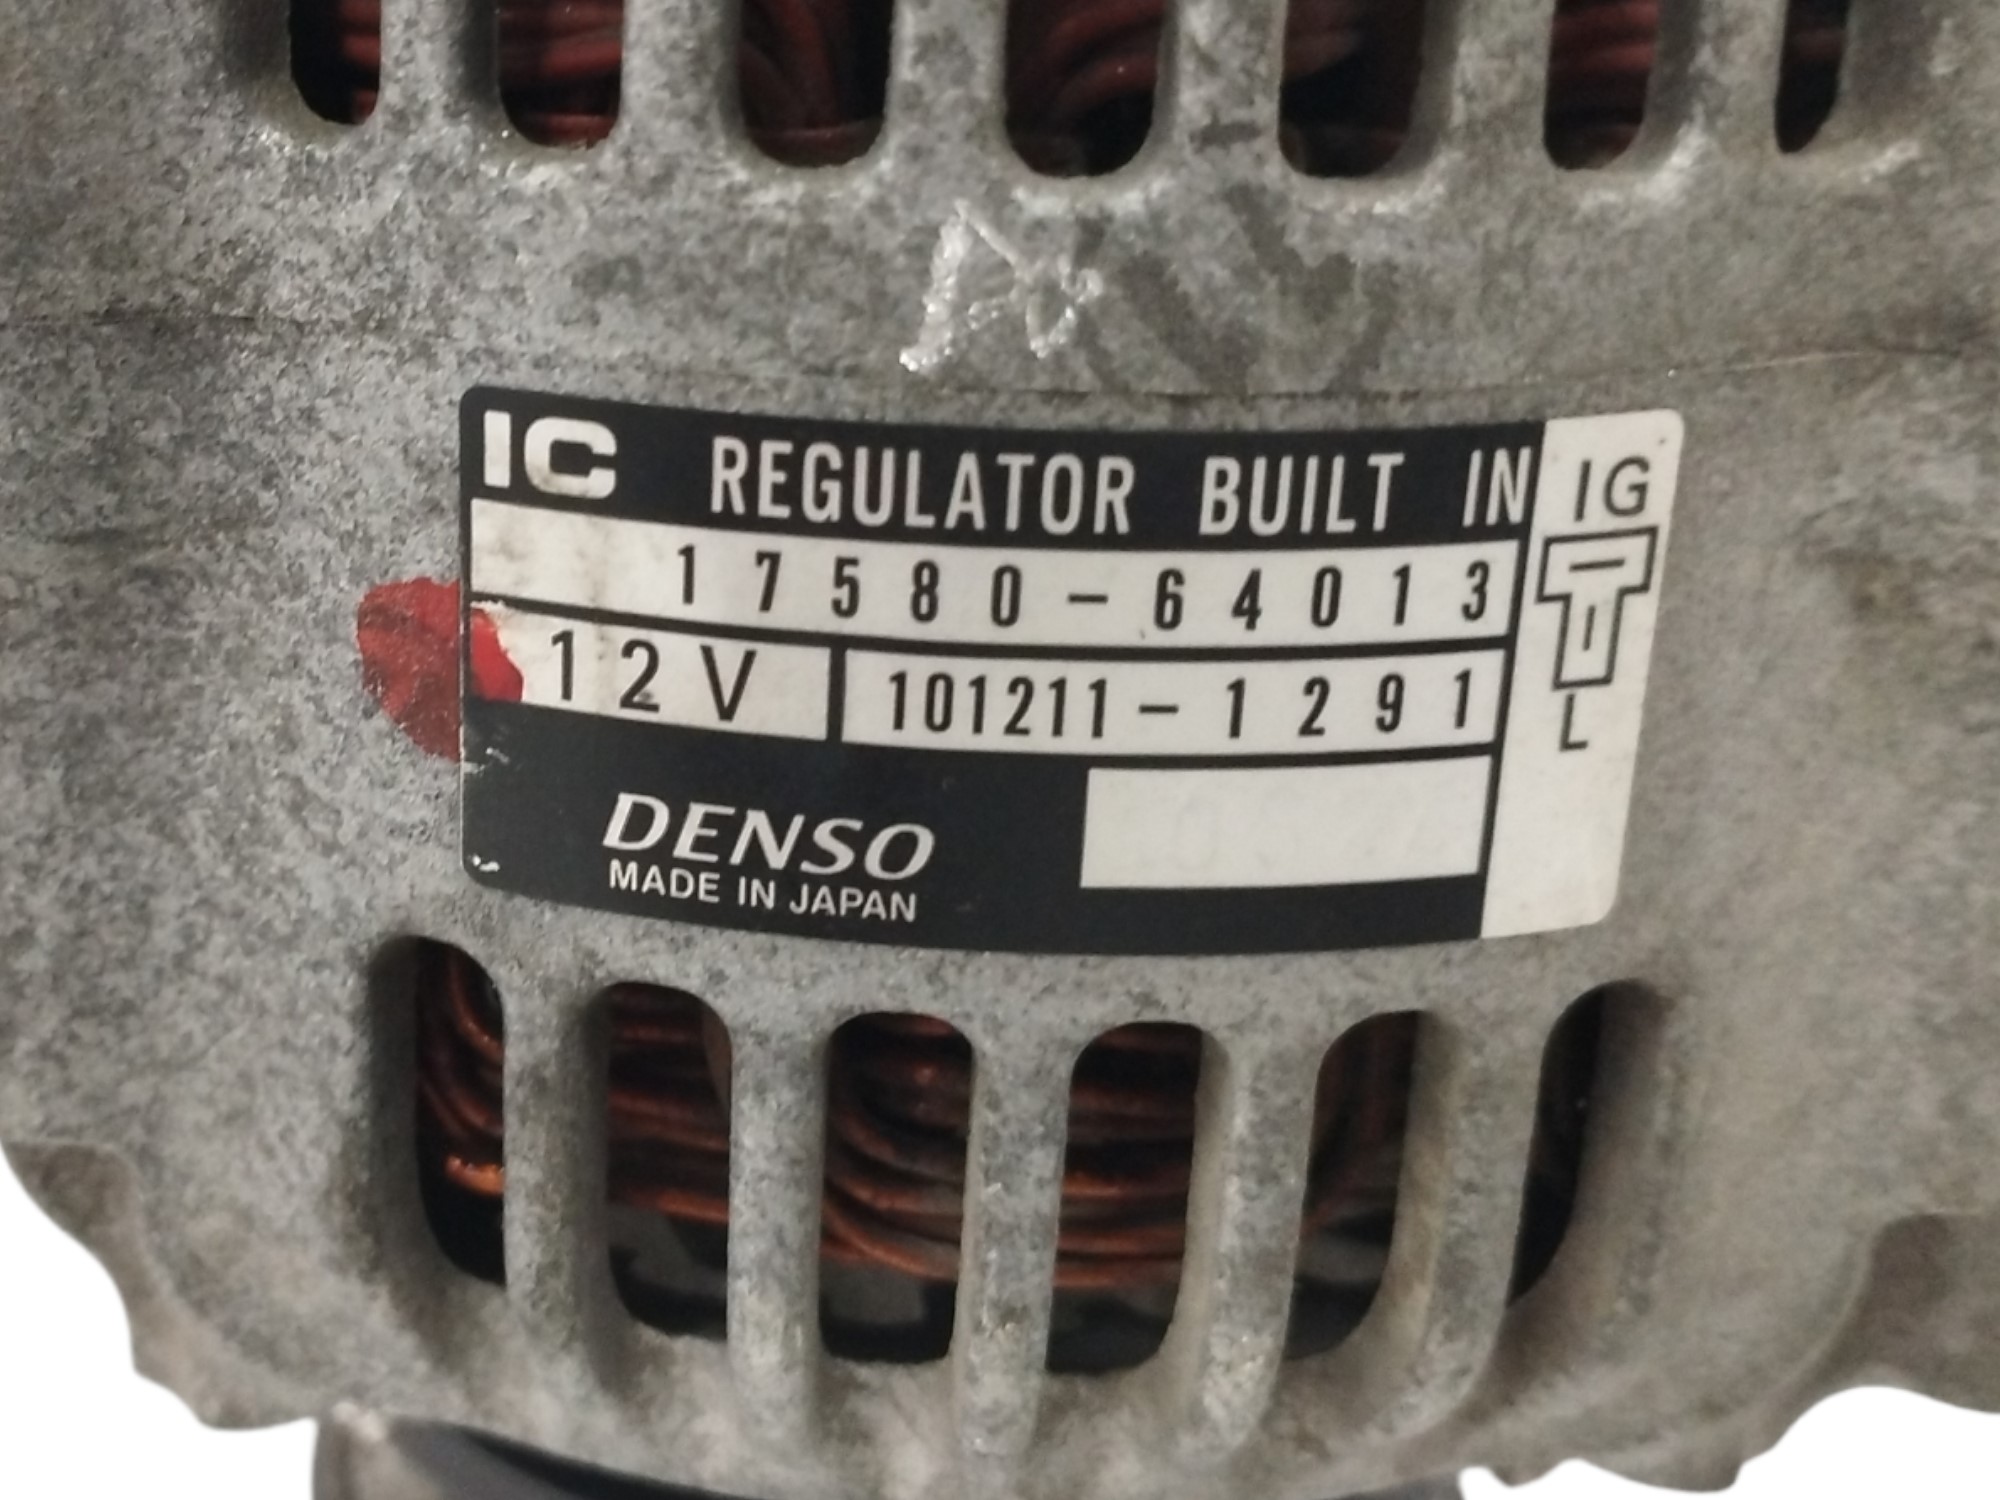 IC REGULATOR BUILT IN
IG
17580-64013
12V
101211-1291
L
DENSO
MADE IN JAPAN